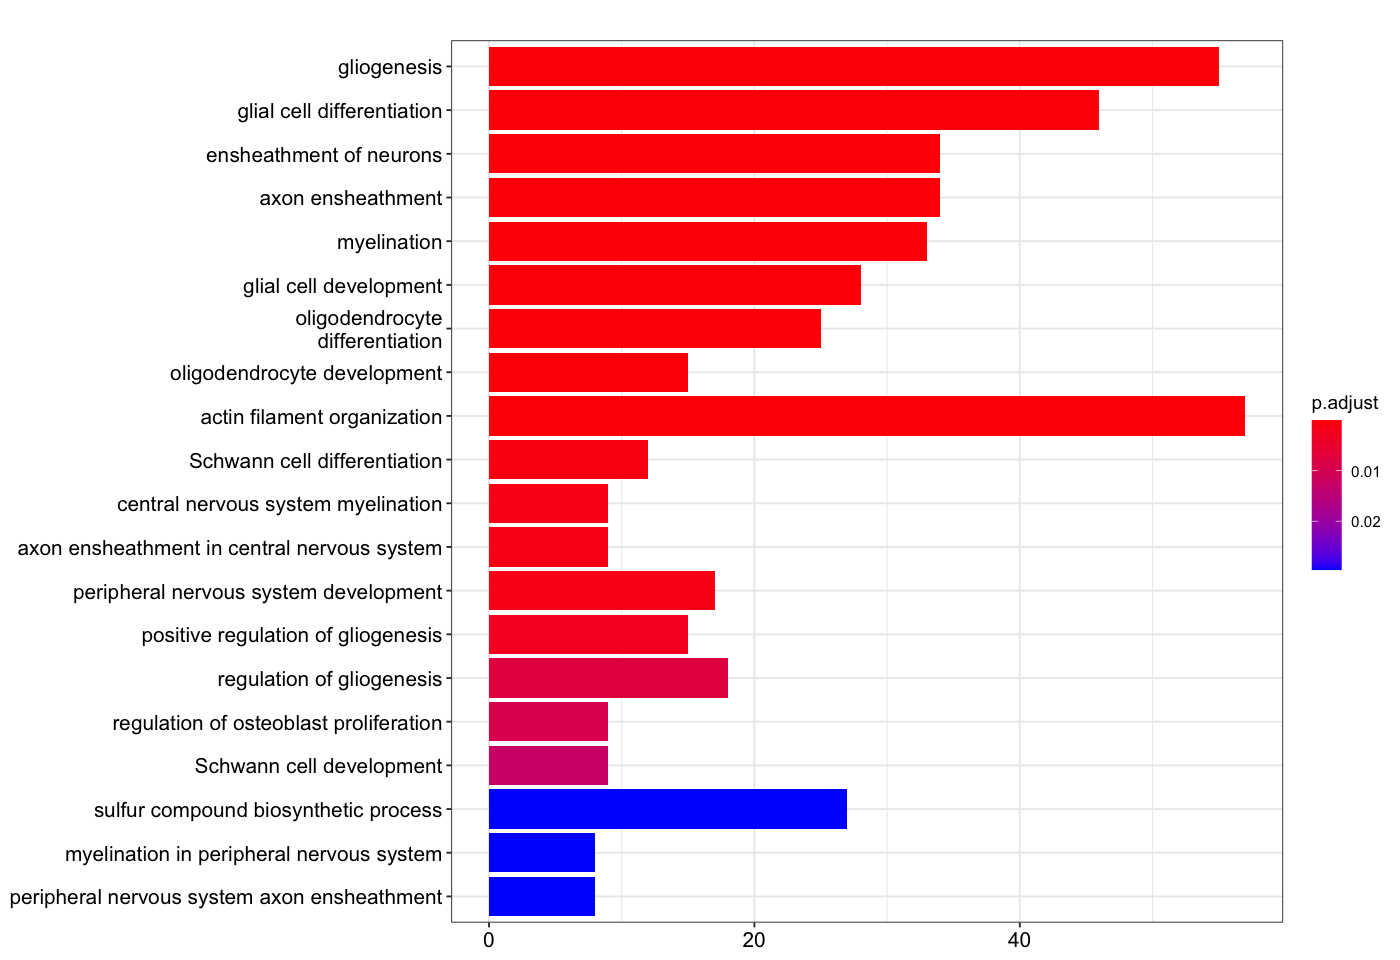 gliogenesis
glial cell differentiation
ensheathment of neurons
axon ensheathment
myelination
glial cell development
oligodendrocyte
differentiation
oligodendrocyte development
actin filament organization
Schwann cell differentiation
central nervous system myelination
axon ensheathment in central nervous system
peripheral nervous system development
positive regulation of gliogenesis
regulation of gliogenesis
regulation of osteoblast proliferation
Schwann cell development
sulfur compound biosynthetic process
myelination in peripheral nervous system
peripheral nervous system axon ensheathment
0 20 40
p.adjust
0.01
0.02